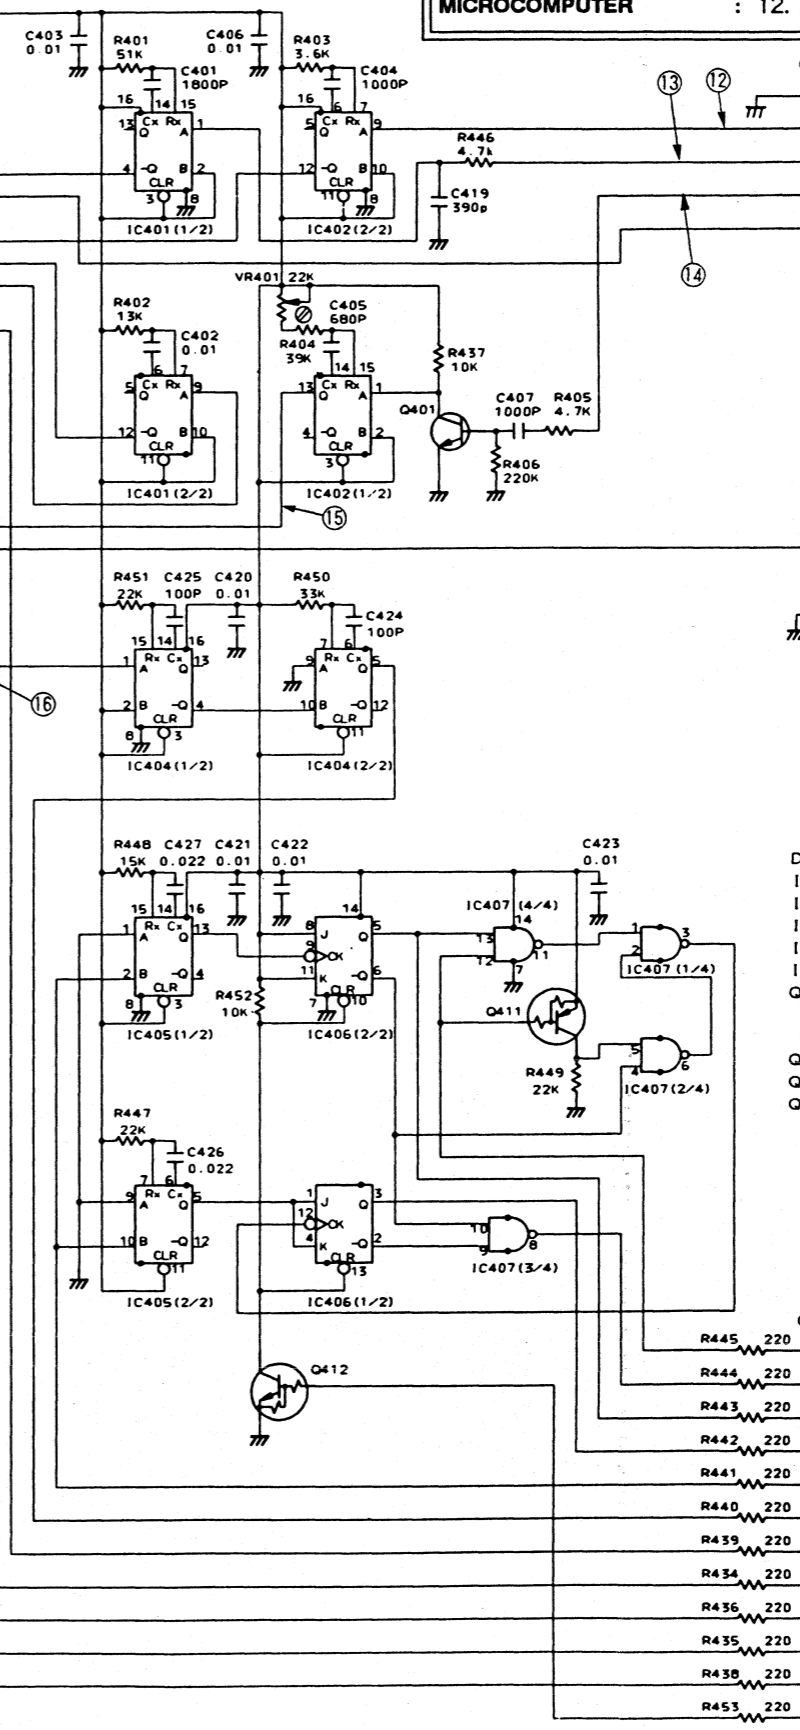 MICROCOMPUTER : 12.
C403 0.01
R401 51K
C401 1800P
C406 0.01
R403 3.6K
C404 1000P
13
12
16 14 15
13 Cx Rx A 1
Q
4 -Q B 2
CLR
3 8
IC401(1/2)
16 6 7
5 Cx Rx A 9
Q
12 -Q B 10
CLR
11 8
IC402(2/2)
R446 4.7k
C419 390p
14
VR401 22K
R402 13K
C402 0.01
C405 680P
R404 39K
R437 10K
6 7
5 Cx Rx A 9
Q
12 -Q B 10
CLR
11
IC401(2/2)
14 15
13 Cx Rx A 1
Q
4 -Q B 2
CLR
3
IC402(1/2)
Q401
C407 1000P
R405 4.7K
R406 220K
15
R451 22K
C425 100P
C420 0.01
R450 33K
C424 100P
15 14 16
1 Rx Cx Q 13
A
2 B -Q 4
CLR
8 3
IC404(1/2)
7 6
9 Rx Cx Q 5
A
10 B -Q 12
CLR
11
IC404(2/2)
16
R448 15K
C427 0.022
C421 0.01
C422 0.01
C423 0.01
15 14 16
1 A Rx Cx Q 13
2 B -Q 4
CLR
8 3
IC405(1/2)
14
8 J Q 5
9 CK
11 K -Q 6
CLR
7 10
IC406(2/2)
R452 10K
IC407 (4/4)
14
13
12
11
7
1
2
3
IC407 (1/4)
Q411
R449 22K
5
4
6
IC407(2/4)
R447 22K
C426 0.022
7 6
9 A Rx Cx Q 5
10 B -Q 12
CLR
11
IC405(2/2)
1 J Q 3
12 CK
4 K -Q 2
CLR
13
IC406(1/2)
10
9
8
IC407(3/4)
Q412
R445 220
R444 220
R443 220
R442 220
R441 220
R440 220
R439 220
R434 220
R436 220
R435 220
R438 220
R453 220
D
I
I
I
I
Q
Q
Q
Q